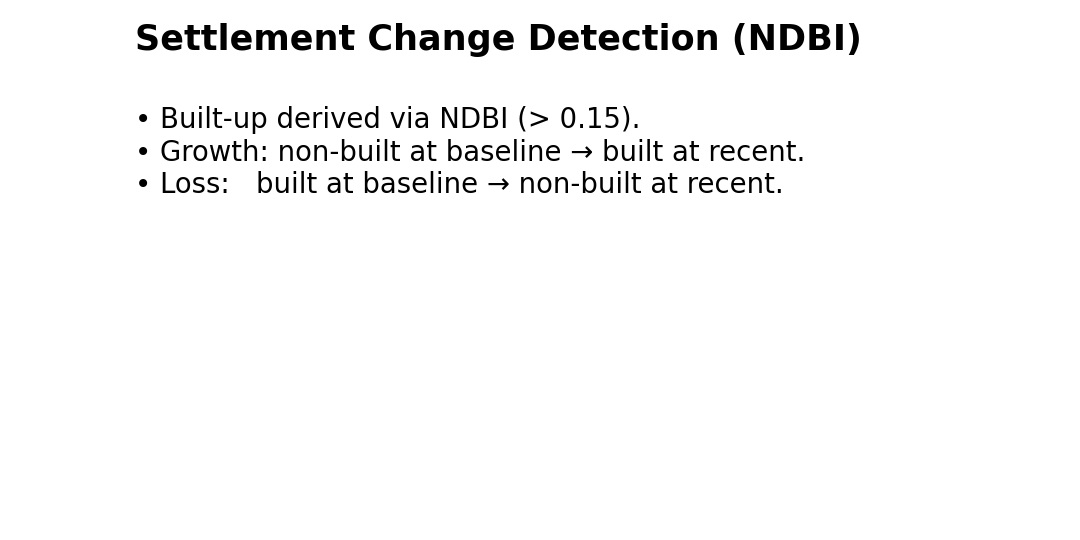 Settlement Change Detection (NDBI)
• Built-up derived via NDBI (> 0.15).
• Growth: non-built at baseline → built at recent.
• Loss:   built at baseline → non-built at recent.